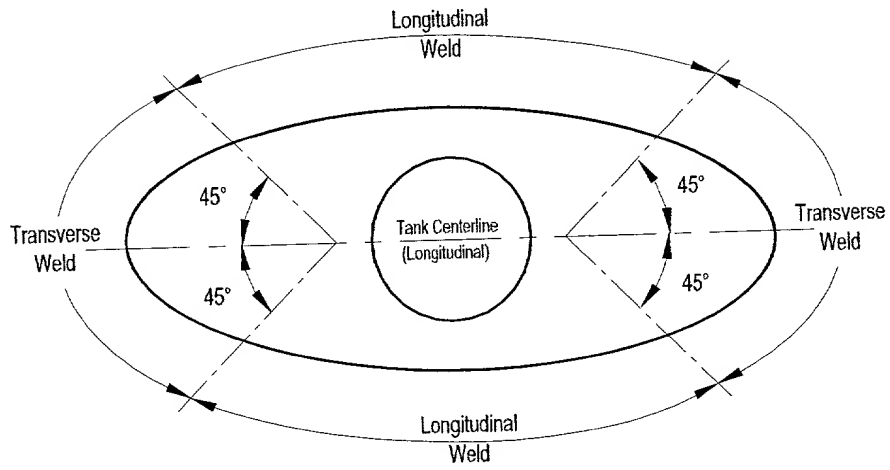 Longitudinal
Weld
45°
45°
Transverse
Weld
Tank Centerline
(Longitudinal)
Transverse
Weld
45°
45°
Longitudinal
Weld